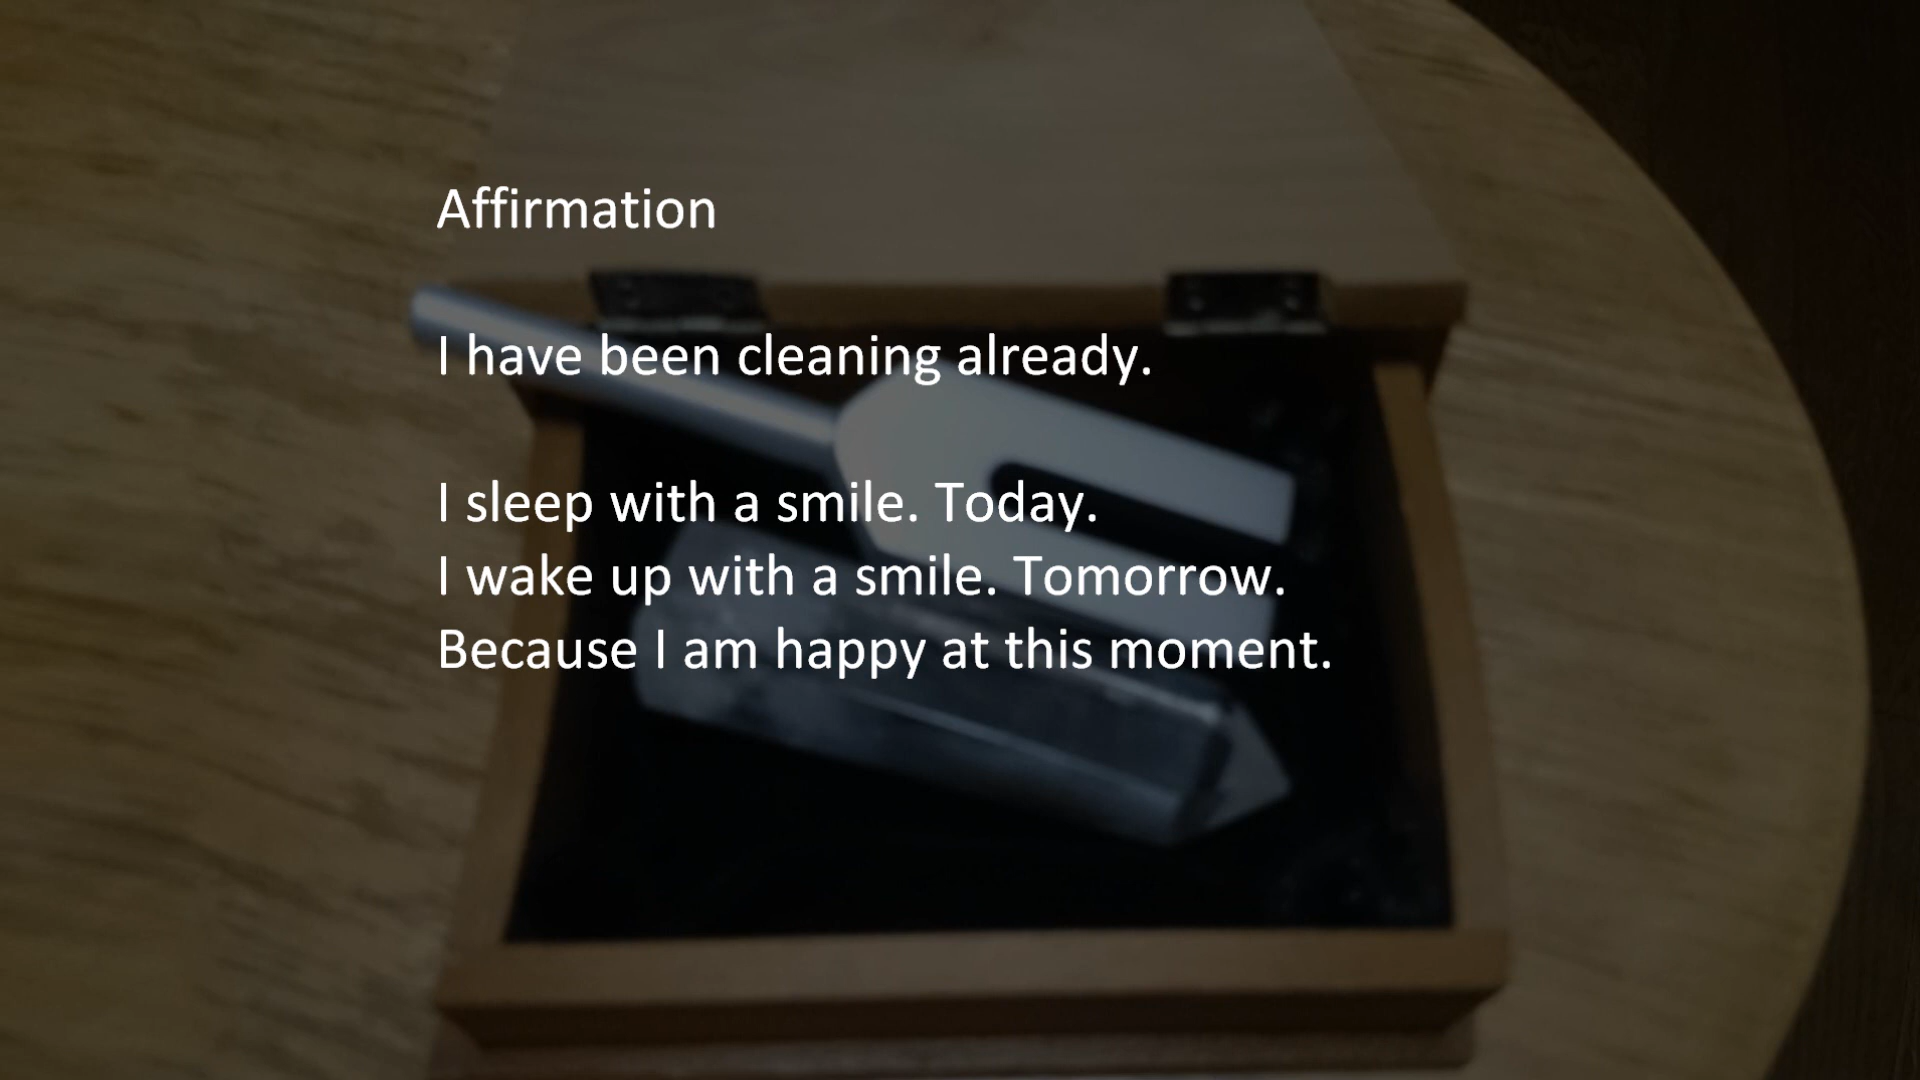 Affirmation
I have been cleaning already.
I sleep with a smile. Today.
I wake up with a smile. Tomorrow.
Because I am happy at this moment.